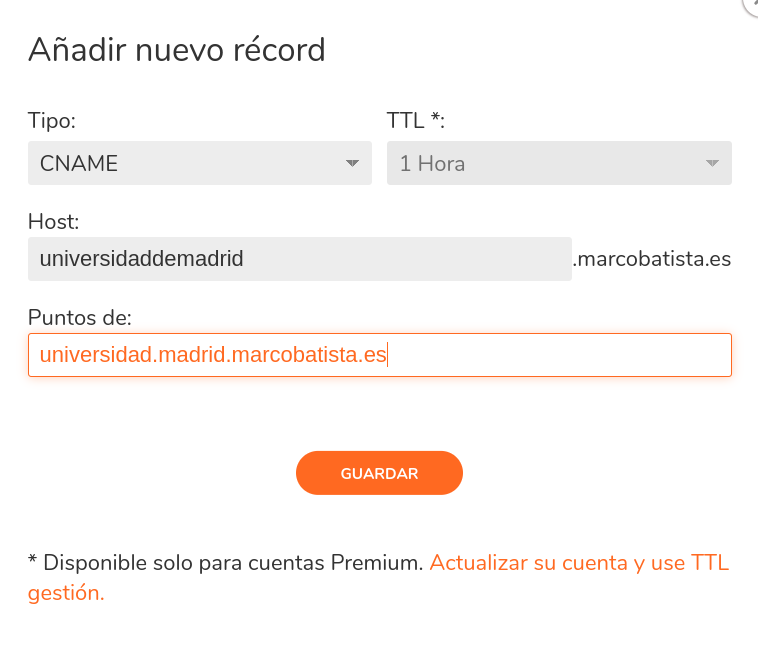 Añadir nuevo récord
Tipo:
TTL *:
CNAME
1 Hora
Host:
universidaddemadrid
.marcobatista.es
Puntos de:
universidad.madrid.marcobatista.es
GUARDAR
* Disponible solo para cuentas Premium. Actualizar su cuenta y use TTL
gestión.